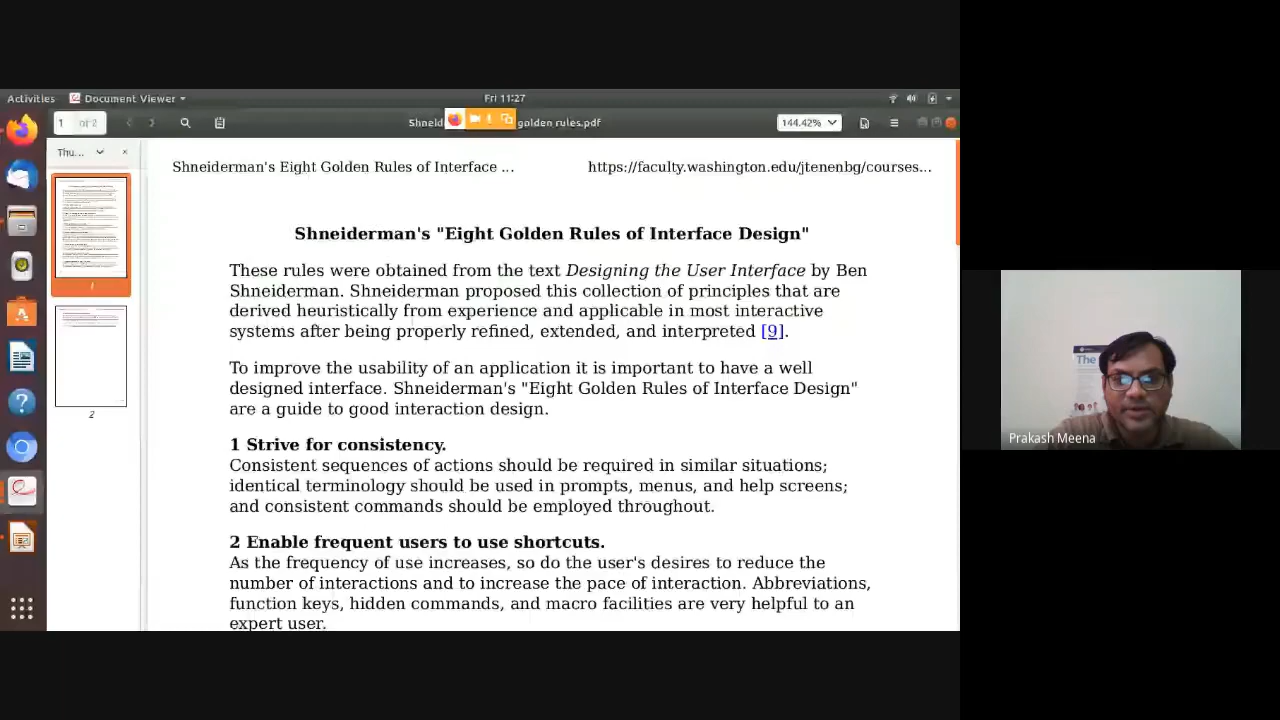 Activities Document Viewer Fri 11:27
1 of 2 golden rules.pdf 144.42%
Thu...
1
2
Shneiderman's Eight Golden Rules of Interface ... https://faculty.washington.edu/jtenenbg/courses...
Shneiderman's "Eight Golden Rules of Interface Design"
These rules were obtained from the text Designing the User Interface by Ben
Shneiderman. Shneiderman proposed this collection of principles that are
derived heuristically from experience and applicable in most interactive
systems after being properly refined, extended, and interpreted [9].
To improve the usability of an application it is important to have a well
designed interface. Shneiderman's "Eight Golden Rules of Interface Design"
are a guide to good interaction design.
1 Strive for consistency.
Consistent sequences of actions should be required in similar situations;
identical terminology should be used in prompts, menus, and help screens;
and consistent commands should be employed throughout.
2 Enable frequent users to use shortcuts.
As the frequency of use increases, so do the user's desires to reduce the
number of interactions and to increase the pace of interaction. Abbreviations,
function keys, hidden commands, and macro facilities are very helpful to an
expert user.
The
Prakash Meena